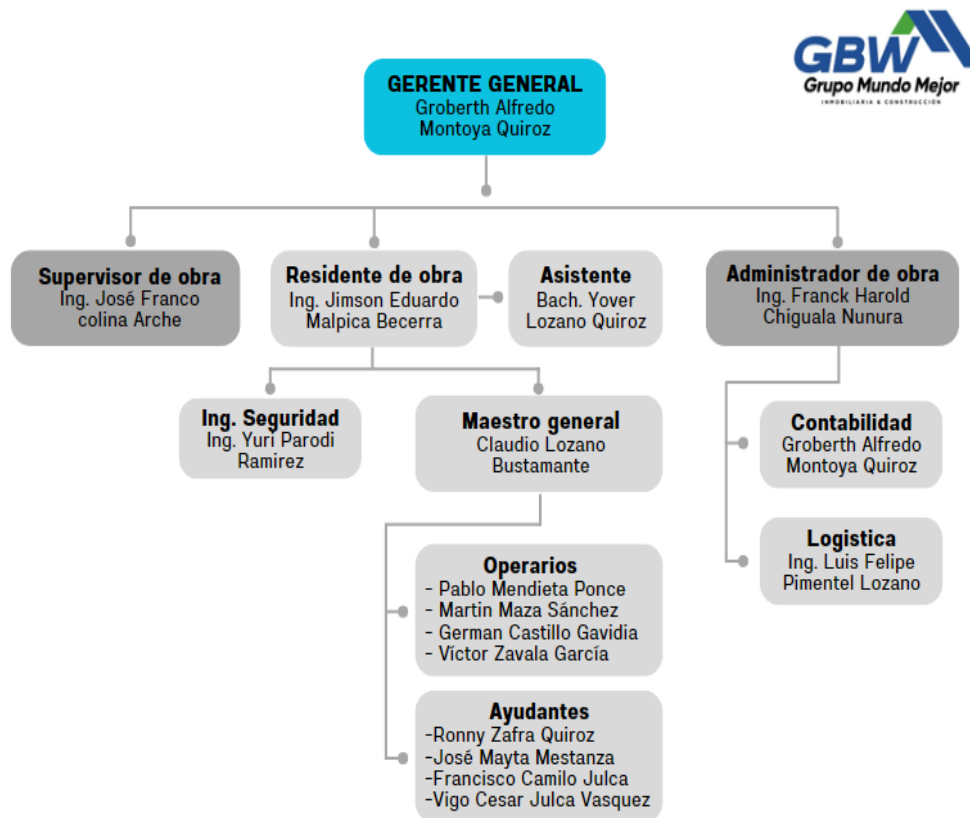 GBW
Grupo Mundo Mejor
INMOBILIARIA & CONSTRUCCIÓN
GERENTE GENERAL
Groberth Alfredo
Montoya Quiroz
Supervisor de obra
Ing. José Franco
colina Arche
Residente de obra
Ing. Jimson Eduardo
Malpica Becerra
Asistente
Bach. Yover
Lozano Quiroz
Administrador de obra
Ing. Franck Harold
Chiguala Nunura
Ing. Seguridad
Ing. Yuri Parodi
Ramirez
Maestro general
Claudio Lozano
Bustamante
Contabilidad
Groberth Alfredo
Montoya Quiroz
Logistica
Ing. Luis Felipe
Pimentel Lozano
Operarios
- Pablo Mendieta Ponce
- Martin Maza Sánchez
- German Castillo Gavidia
- Víctor Zavala García
Ayudantes
-Ronny Zafra Quiroz
-José Mayta Mestanza
-Francisco Camilo Julca
-Vigo Cesar Julca Vasquez